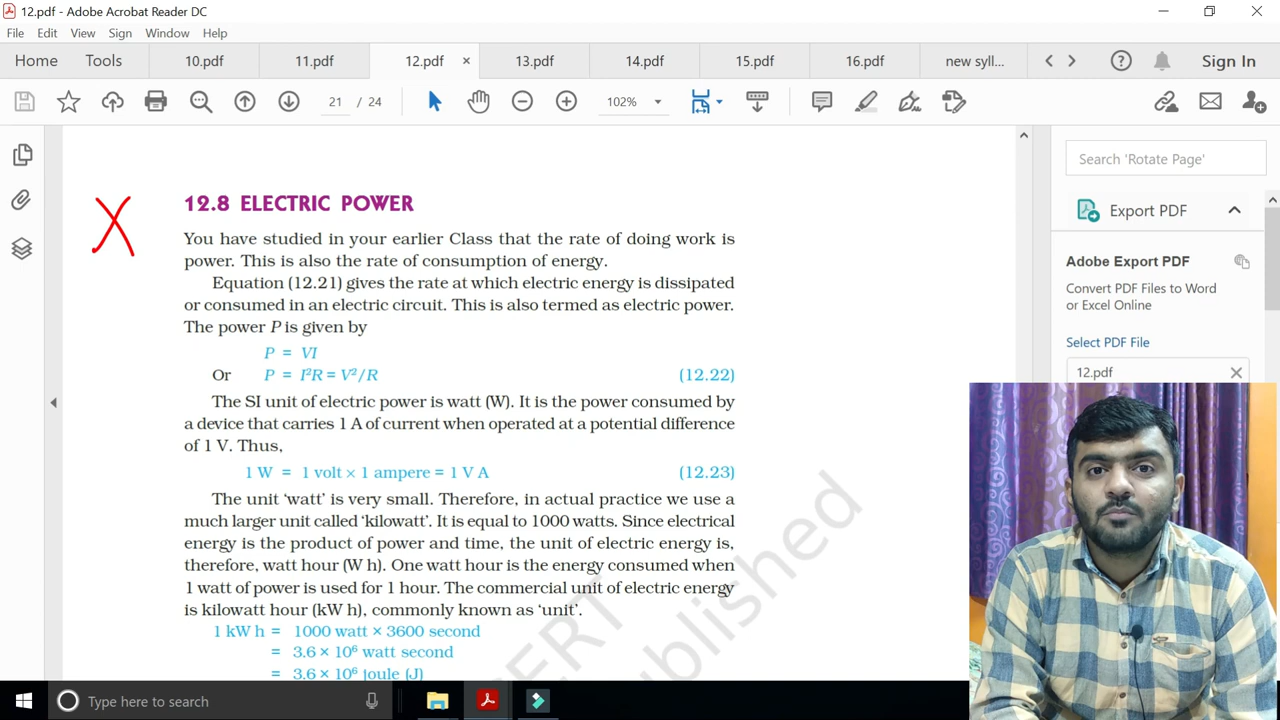 12.pdf - Adobe Acrobat Reader DC
File Edit View Sign Window Help
Home Tools 10.pdf 11.pdf 12.pdf × 13.pdf 14.pdf 15.pdf 16.pdf new syll... Sign In
21 / 24 102%
Search 'Rotate Page'
Export PDF
Adobe Export PDF
Convert PDF Files to Word
or Excel Online
Select PDF File
12.pdf
X
12.8 ELECTRIC POWER
You have studied in your earlier Class that the rate of doing work is
power. This is also the rate of consumption of energy.
Equation (12.21) gives the rate at which electric energy is dissipated
or consumed in an electric circuit. This is also termed as electric power.
The power P is given by
P = VI
Or P = I²R = V²/R (12.22)
The SI unit of electric power is watt (W). It is the power consumed by
a device that carries 1 A of current when operated at a potential difference
of 1 V. Thus,
1 W = 1 volt × 1 ampere = 1 V A (12.23)
The unit ‘watt’ is very small. Therefore, in actual practice we use a
much larger unit called ‘kilowatt’. It is equal to 1000 watts. Since electrical
energy is the product of power and time, the unit of electric energy is,
therefore, watt hour (W h). One watt hour is the energy consumed when
1 watt of power is used for 1 hour. The commercial unit of electric energy
is kilowatt hour (kW h), commonly known as ‘unit’.
1 kW h = 1000 watt × 3600 second
= 3.6 × 10⁶ watt second
= 3.6 × 10⁶ joule (J)
Type here to search